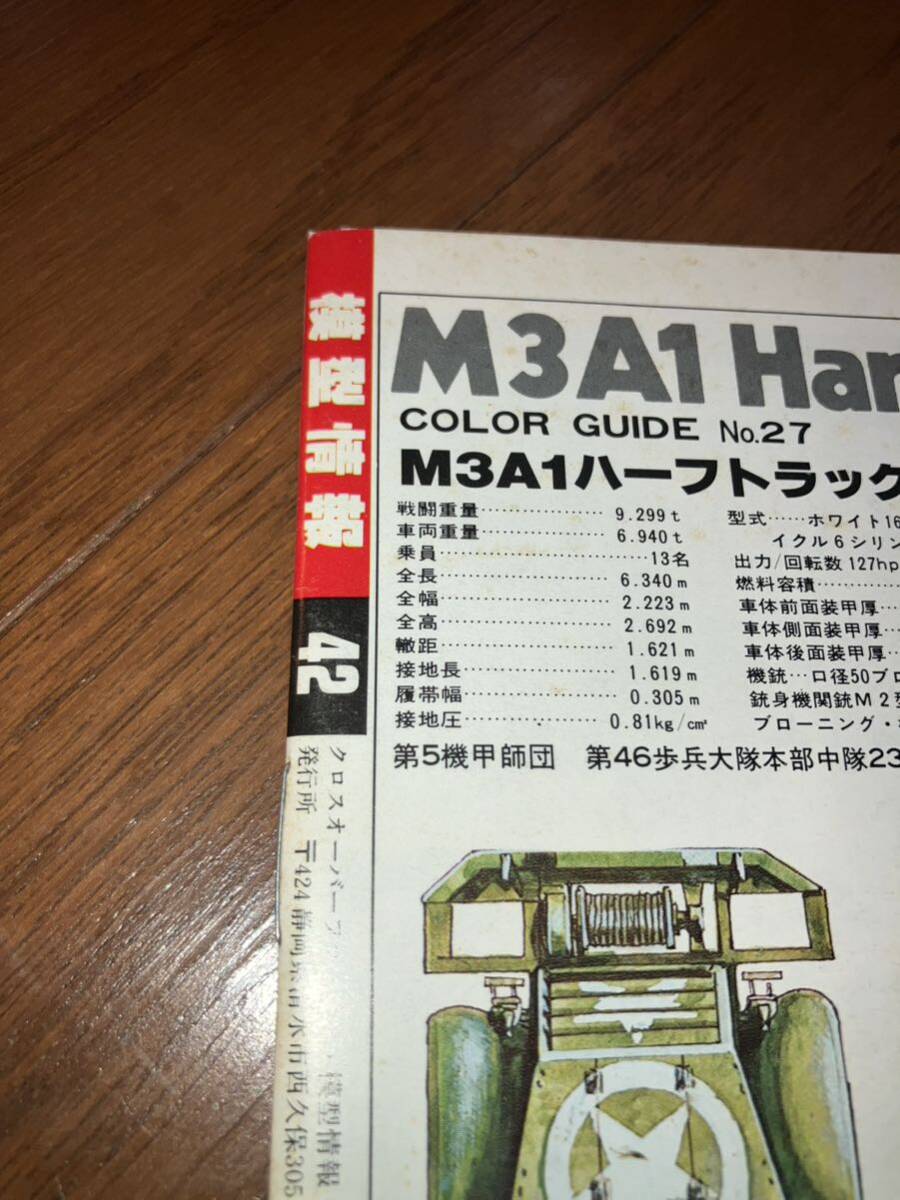 模型情報
42
クロスオーバー
模型情報
発行所 〒424静岡県清水市西久保305
M3A1 Har
COLOR GUIDE No.27
M3A1ハーフトラック
戦闘重量………………9.299t
車両重量………………6.940t
乗員………………13名
全長………………6.340m
全幅………………2.223m
全高………………2.692m
轍距………………1.621m
接地長………………1.619m
履帯幅………………0.305m
接地圧………………0.81kg/cm²
型式……ホワイト16
イクル6シリン
出力/回転数 127hp
燃料容積…………
車体前面装甲厚…
車体側面装甲厚…
車体後面装甲厚…
機銃…口径50ブロ
銃身機関銃M2型
ブローニング・
第5機甲師団 第46歩兵大隊本部中隊23